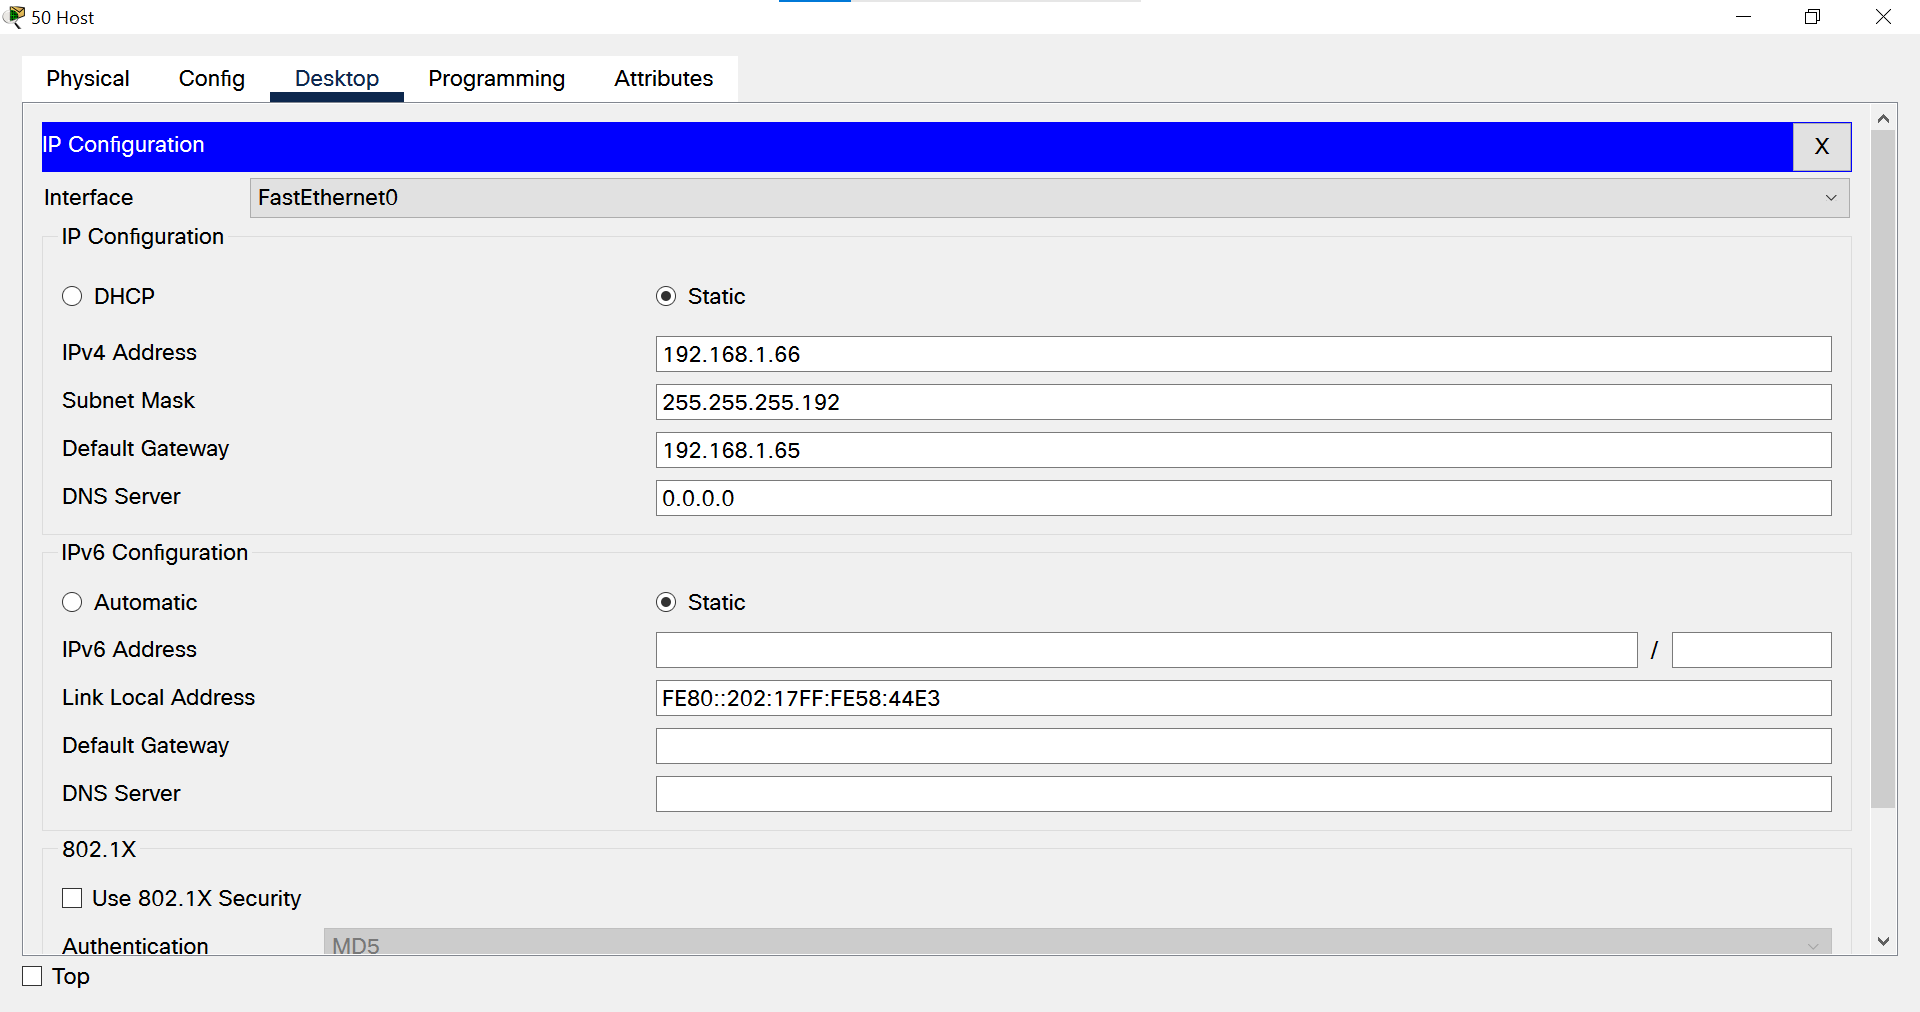 50 Host
Physical Config Desktop Programming Attributes
IP Configuration X
Interface FastEthernet0
IP Configuration
DHCP Static
IPv4 Address 192.168.1.66
Subnet Mask 255.255.255.192
Default Gateway 192.168.1.65
DNS Server 0.0.0.0
IPv6 Configuration
Automatic Static
IPv6 Address /
Link Local Address FE80::202:17FF:FE58:44E3
Default Gateway
DNS Server
802.1X
Use 802.1X Security
Authentication MD5
Top